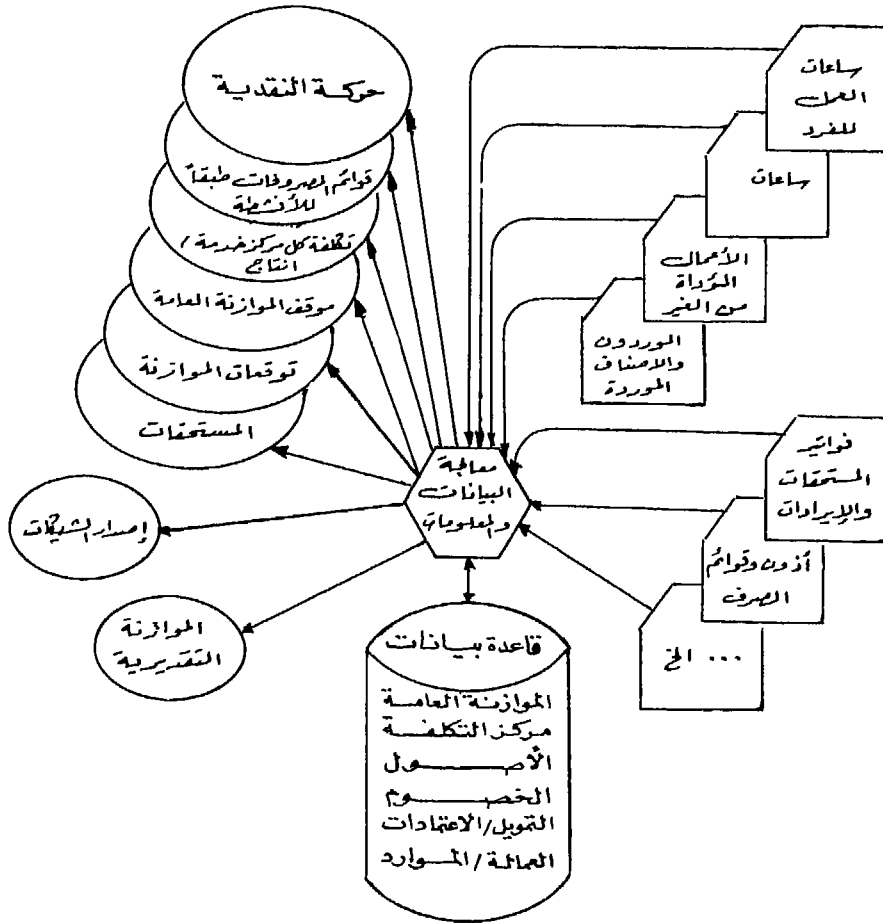 حركة النقدية
قوائم المصروفات طبقاً
للأنشطة
تكلفة كل مركز خدمة /
انتاج
موقف الموازنة العامة
توقعات الموازنة
المستحقات
إصدار الشيكات
الموازنة
التقديرية
ساعات
العمل
للفرد
ساعات
الأعمال
المؤداة
من الغير
الموردون
والاصناف
الموردة
فواتير
المستحقات
والإيرادات
أذون وقوائم
الصرف
... الخ
معالجة
البيانات
والمعلومات
قاعدة بيانات
الموازنة العامة
مركز التكلفة
الأصول
الخصوم
التمويل/الاعتمادات
العمالة/الموارد